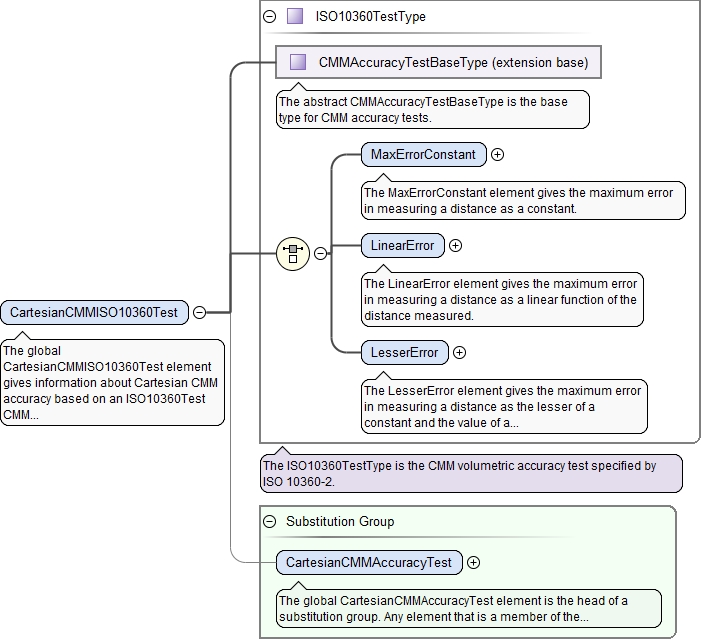 ISO10360TestType
CMMAccuracyTestBaseType (extension base)
The abstract CMMAccuracyTestBaseType is the base
type for CMM accuracy tests.
MaxErrorConstant
The MaxErrorConstant element gives the maximum error
in measuring a distance as a constant.
LinearError
The LinearError element gives the maximum error
in measuring a distance as a linear function of the
distance measured.
CartesianCMMISO10360Test
The global
CartesianCMMISO10360Test element
gives information about Cartesian CMM
accuracy based on an ISO10360Test
CMM...
LesserError
The LesserError element gives the maximum error
in measuring a distance as the lesser of a
constant and the value of a...
The ISO10360TestType is the CMM volumetric accuracy test specified by
ISO 10360-2.
Substitution Group
CartesianCMMAccuracyTest
The global CartesianCMMAccuracyTest element is the head of a
substitution group. Any element that is a member of the...